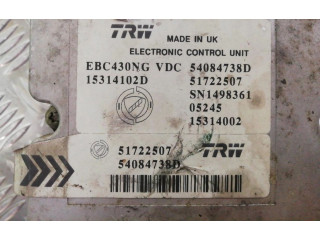 TRW
MADE IN UK
ELECTRONIC CONTROL UNIT
EBC430NG VDC 54084738D
15314102D 51722507
SN1498361
05245
15314002
51722507
TRW
54084738D